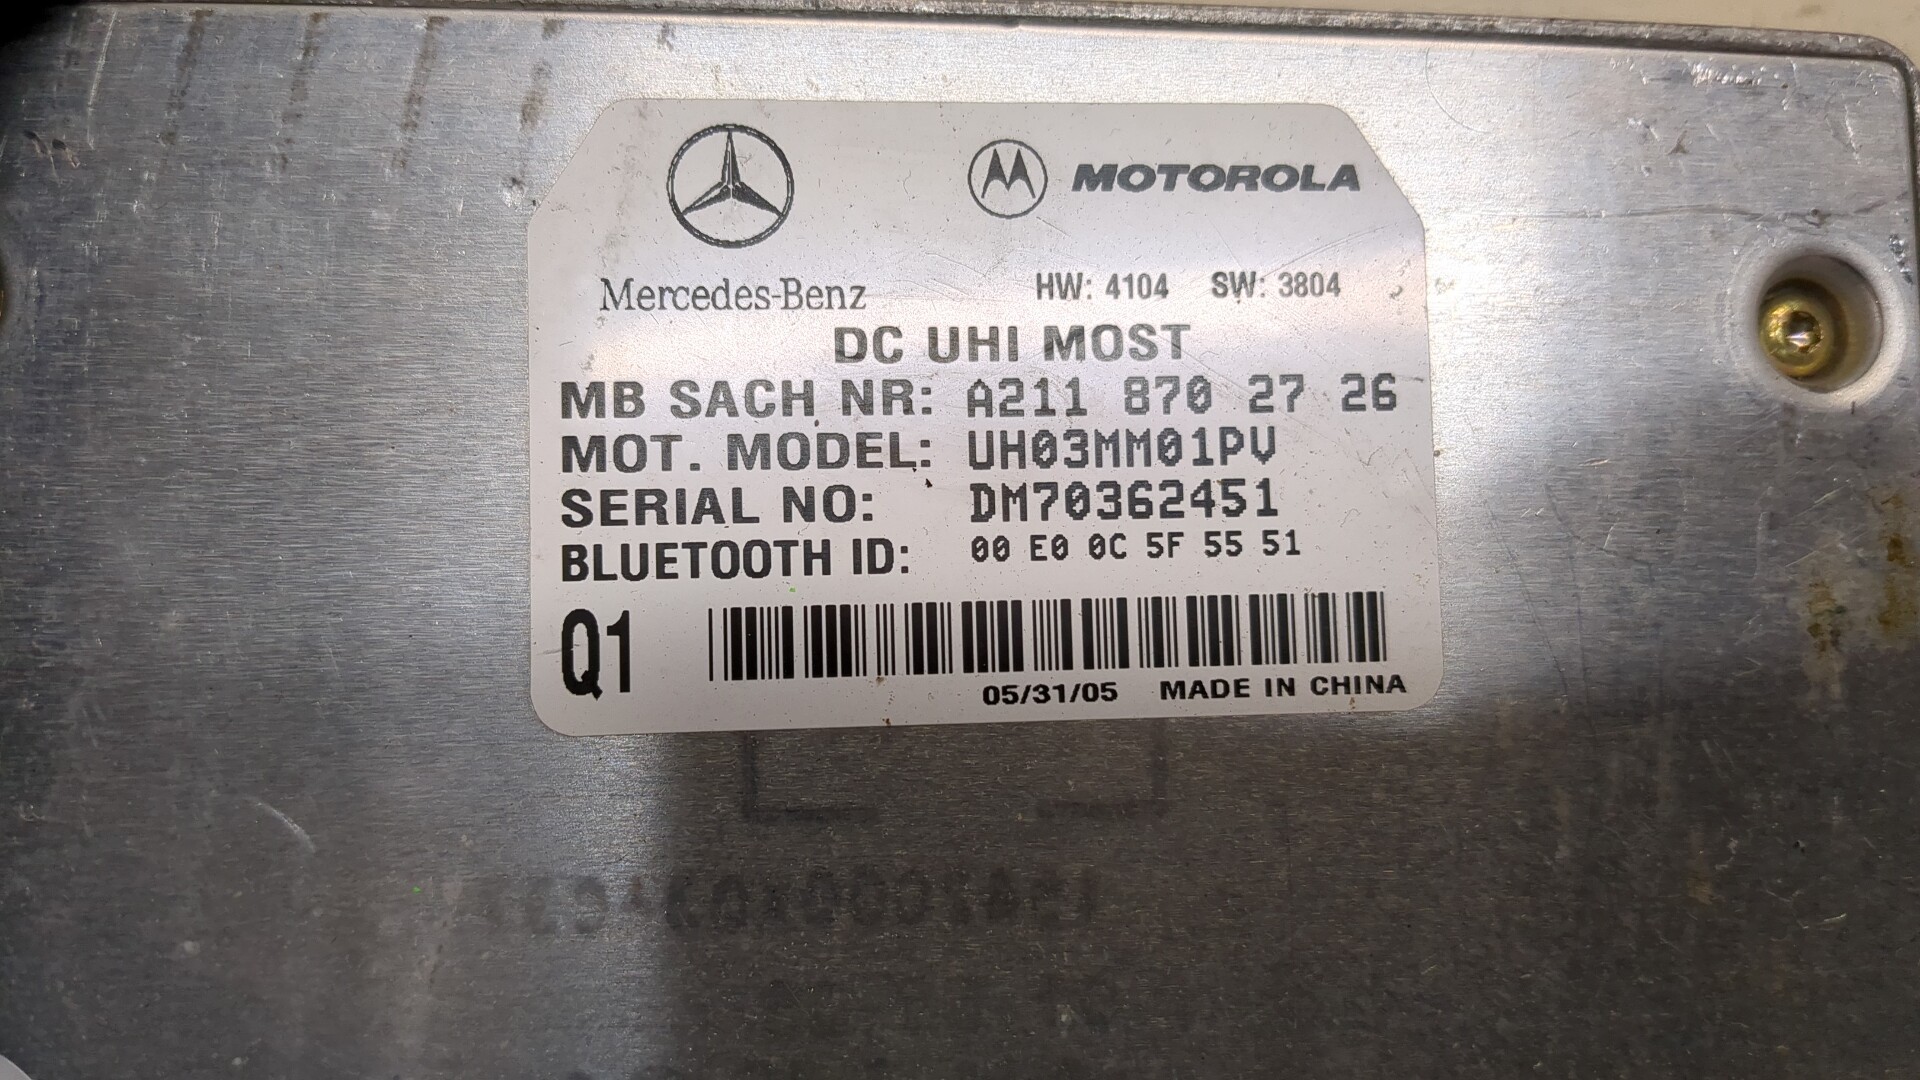 MOTOROLA
Mercedes-Benz HW: 4104 SW: 3804
DC UHI MOST
MB SACH NR: A211 870 27 26
MOT. MODEL: UH03MM01PV
SERIAL NO: DM70362451
BLUETOOTH ID: 00 E0 0C 5F 55 51
Q1
05/31/05 MADE IN CHINA